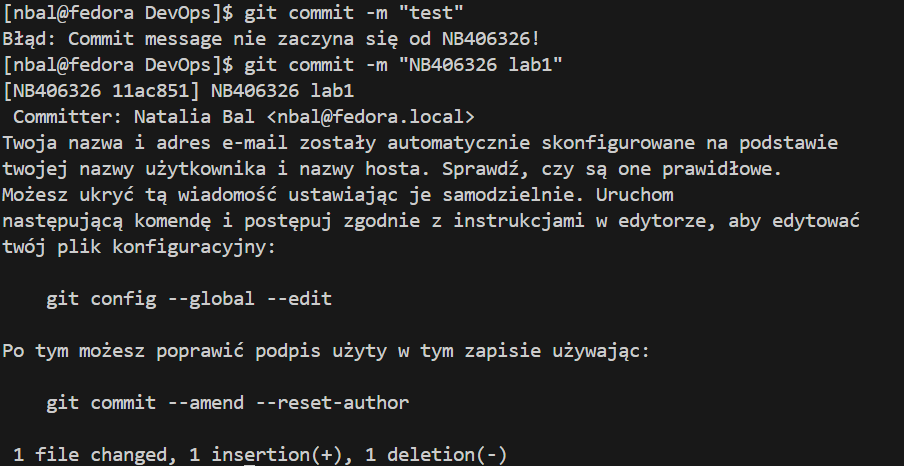 [nbal@fedora DevOps]$ git commit -m "test"
Błąd: Commit message nie zaczyna się od NB406326!
[nbal@fedora DevOps]$ git commit -m "NB406326 lab1"
[NB406326 11ac851] NB406326 lab1
 Committer: Natalia Bal <nbal@fedora.local>
Twoja nazwa i adres e-mail zostały automatycznie skonfigurowane na podstawie
twojej nazwy użytkownika i nazwy hosta. Sprawdź, czy są one prawidłowe.
Możesz ukryć tą wiadomość ustawiając je samodzielnie. Uruchom
następującą komendę i postępuj zgodnie z instrukcjami w edytorze, aby edytować
twój plik konfiguracyjny:

    git config --global --edit

Po tym możesz poprawić podpis użyty w tym zapisie używając:

    git commit --amend --reset-author

 1 file changed, 1 insertion(+), 1 deletion(-)